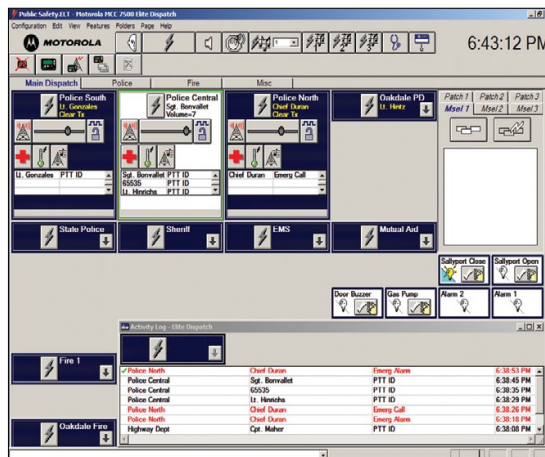 Public Safety.ELT - Motorola MCC 7500 Elite Dispatch
Configuration Edit View Features Folders Page Help
MOTOROLA
1
6:43:12 PM
Main Dispatch Police Fire Misc
Police South
Lt. Gonzales
Clear Tx
Police Central
Sgt. Bonvallet
Volume=7
Police North
Chief Duran
Clear Tx
Oakdale PD
Lt. Hintz
Patch 1 Patch 2 Patch 3
Msel 1 Msel 2 Msel 3
Lt. Gonzales PTT ID
Sgt. Bonvallet PTT ID
65535 PTT ID
Lt. Hinrichs PTT ID
Chief Duran Emerg Call
State Police
Sheriff
EMS
Mutual Aid
Sallyport Close
Sallyport Open
Door Buzzer
Gas Pump
Alarm 2
Alarm 1
Activity Log - Elite Dispatch
Fire 1
Police North Chief Duran Emerg Alarm 6:38:53 PM
Police Central Sgt. Bonvallet PTT ID 6:38:45 PM
Police Central 65535 PTT ID 6:38:35 PM
Police Central Lt. Hinrichs PTT ID 6:38:29 PM
Police North Chief Duran Emerg Call 6:38:26 PM
Police North Chief Duran Emerg Alarm 6:38:18 PM
Highway Dept Cpt. Maher PTT ID 6:38:08 PM
Oakdale Fire